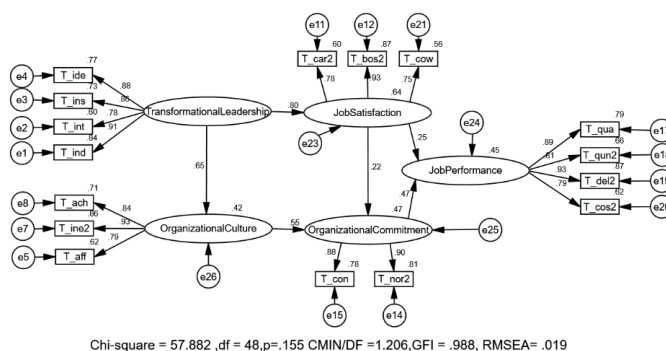 e11 e12 e21
.60 .87 .56
T_car2 T_bos2 T_cow
.78 .93 .75
.77
e4 T_ide .88
.73
e3 T_ins .86
.60
e2 T_int .78
.84
e1 T_ind .91
TransformationalLeadership .80 JobSatisfaction .64
e23
e24
.25
JobPerformance .45
.79
T_qua .89 e17
.66
T_qun2 .81 e18
.87
T_del2 .93 e19
.62
T_cos2 .79 e20
.65 .22 .47
.71
e8 T_ach .84
.86
e7 T_ine2 .93
.62
e5 T_aff .79
OrganizationalCulture .42 .55 OrganizationalCommitment .47 e25
e26
.88 .90
T_con .78 T_nor2 .81
e15 e14
Chi-square = 57.882 ,df = 48,p=.155 CMIN/DF =1.206,GFI = .988, RMSEA= .019